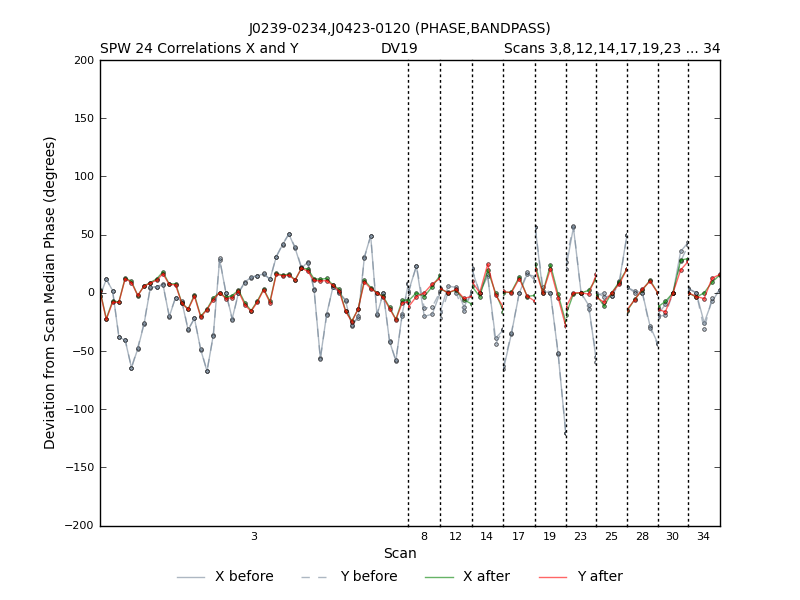 J0239-0234,J0423-0120 (PHASE,BANDPASS)
SPW 24 Correlations X and Y DV19 Scans 3,8,12,14,17,19,23 ... 34
200
150
100
50
0
−50
−100
−150
−200
Deviation from Scan Median Phase (degrees)
3 8 12 14 17 19 23 25 28 30 34
Scan
X before Y before X after Y after